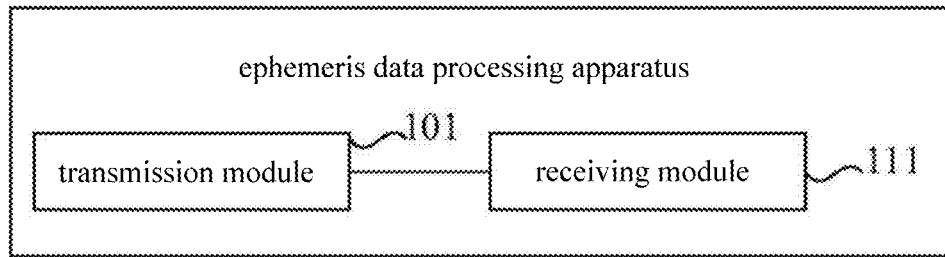 ephemeris data processing apparatus
101
transmission module
receiving module
111